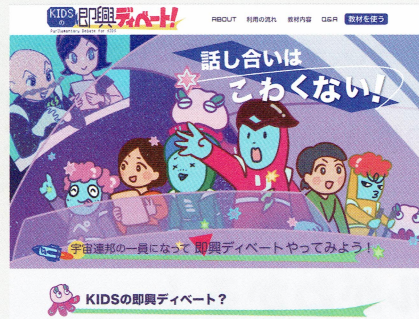 KIDSの即興ディベート!
Parliamentary Debate for KIDS
ABOUT 利用の流れ 教材内容 Q&A 教材を使う
話し合いは
こわくない!
宇宙連邦の一員になって 即興ディベートやってみよう!
KIDSの即興ディベート?